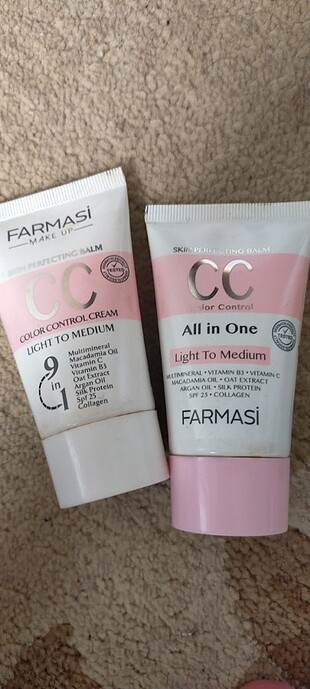 FARMASİ
MAKE UP
SKIN PERFECTING BALM
CC
TESTED
COLOR CONTROL CREAM
LIGHT TO MEDIUM
9 in 1
Multimineral
Macadamia Oil
Vitamin C
Vitamin B3
Oat Extract
Argan Oil
Silk Protein
Spf 25
Collagen
SKIN PERFECTING BALM
CC
Color Control
All in One
Light To Medium
MULTIMINERAL • VITAMIN B3 • VITAMIN C
MACADAMIA OIL • OAT EXTRACT
ARGAN OIL • SILK PROTEIN
SPF 25 • COLLAGEN
FARMASİ